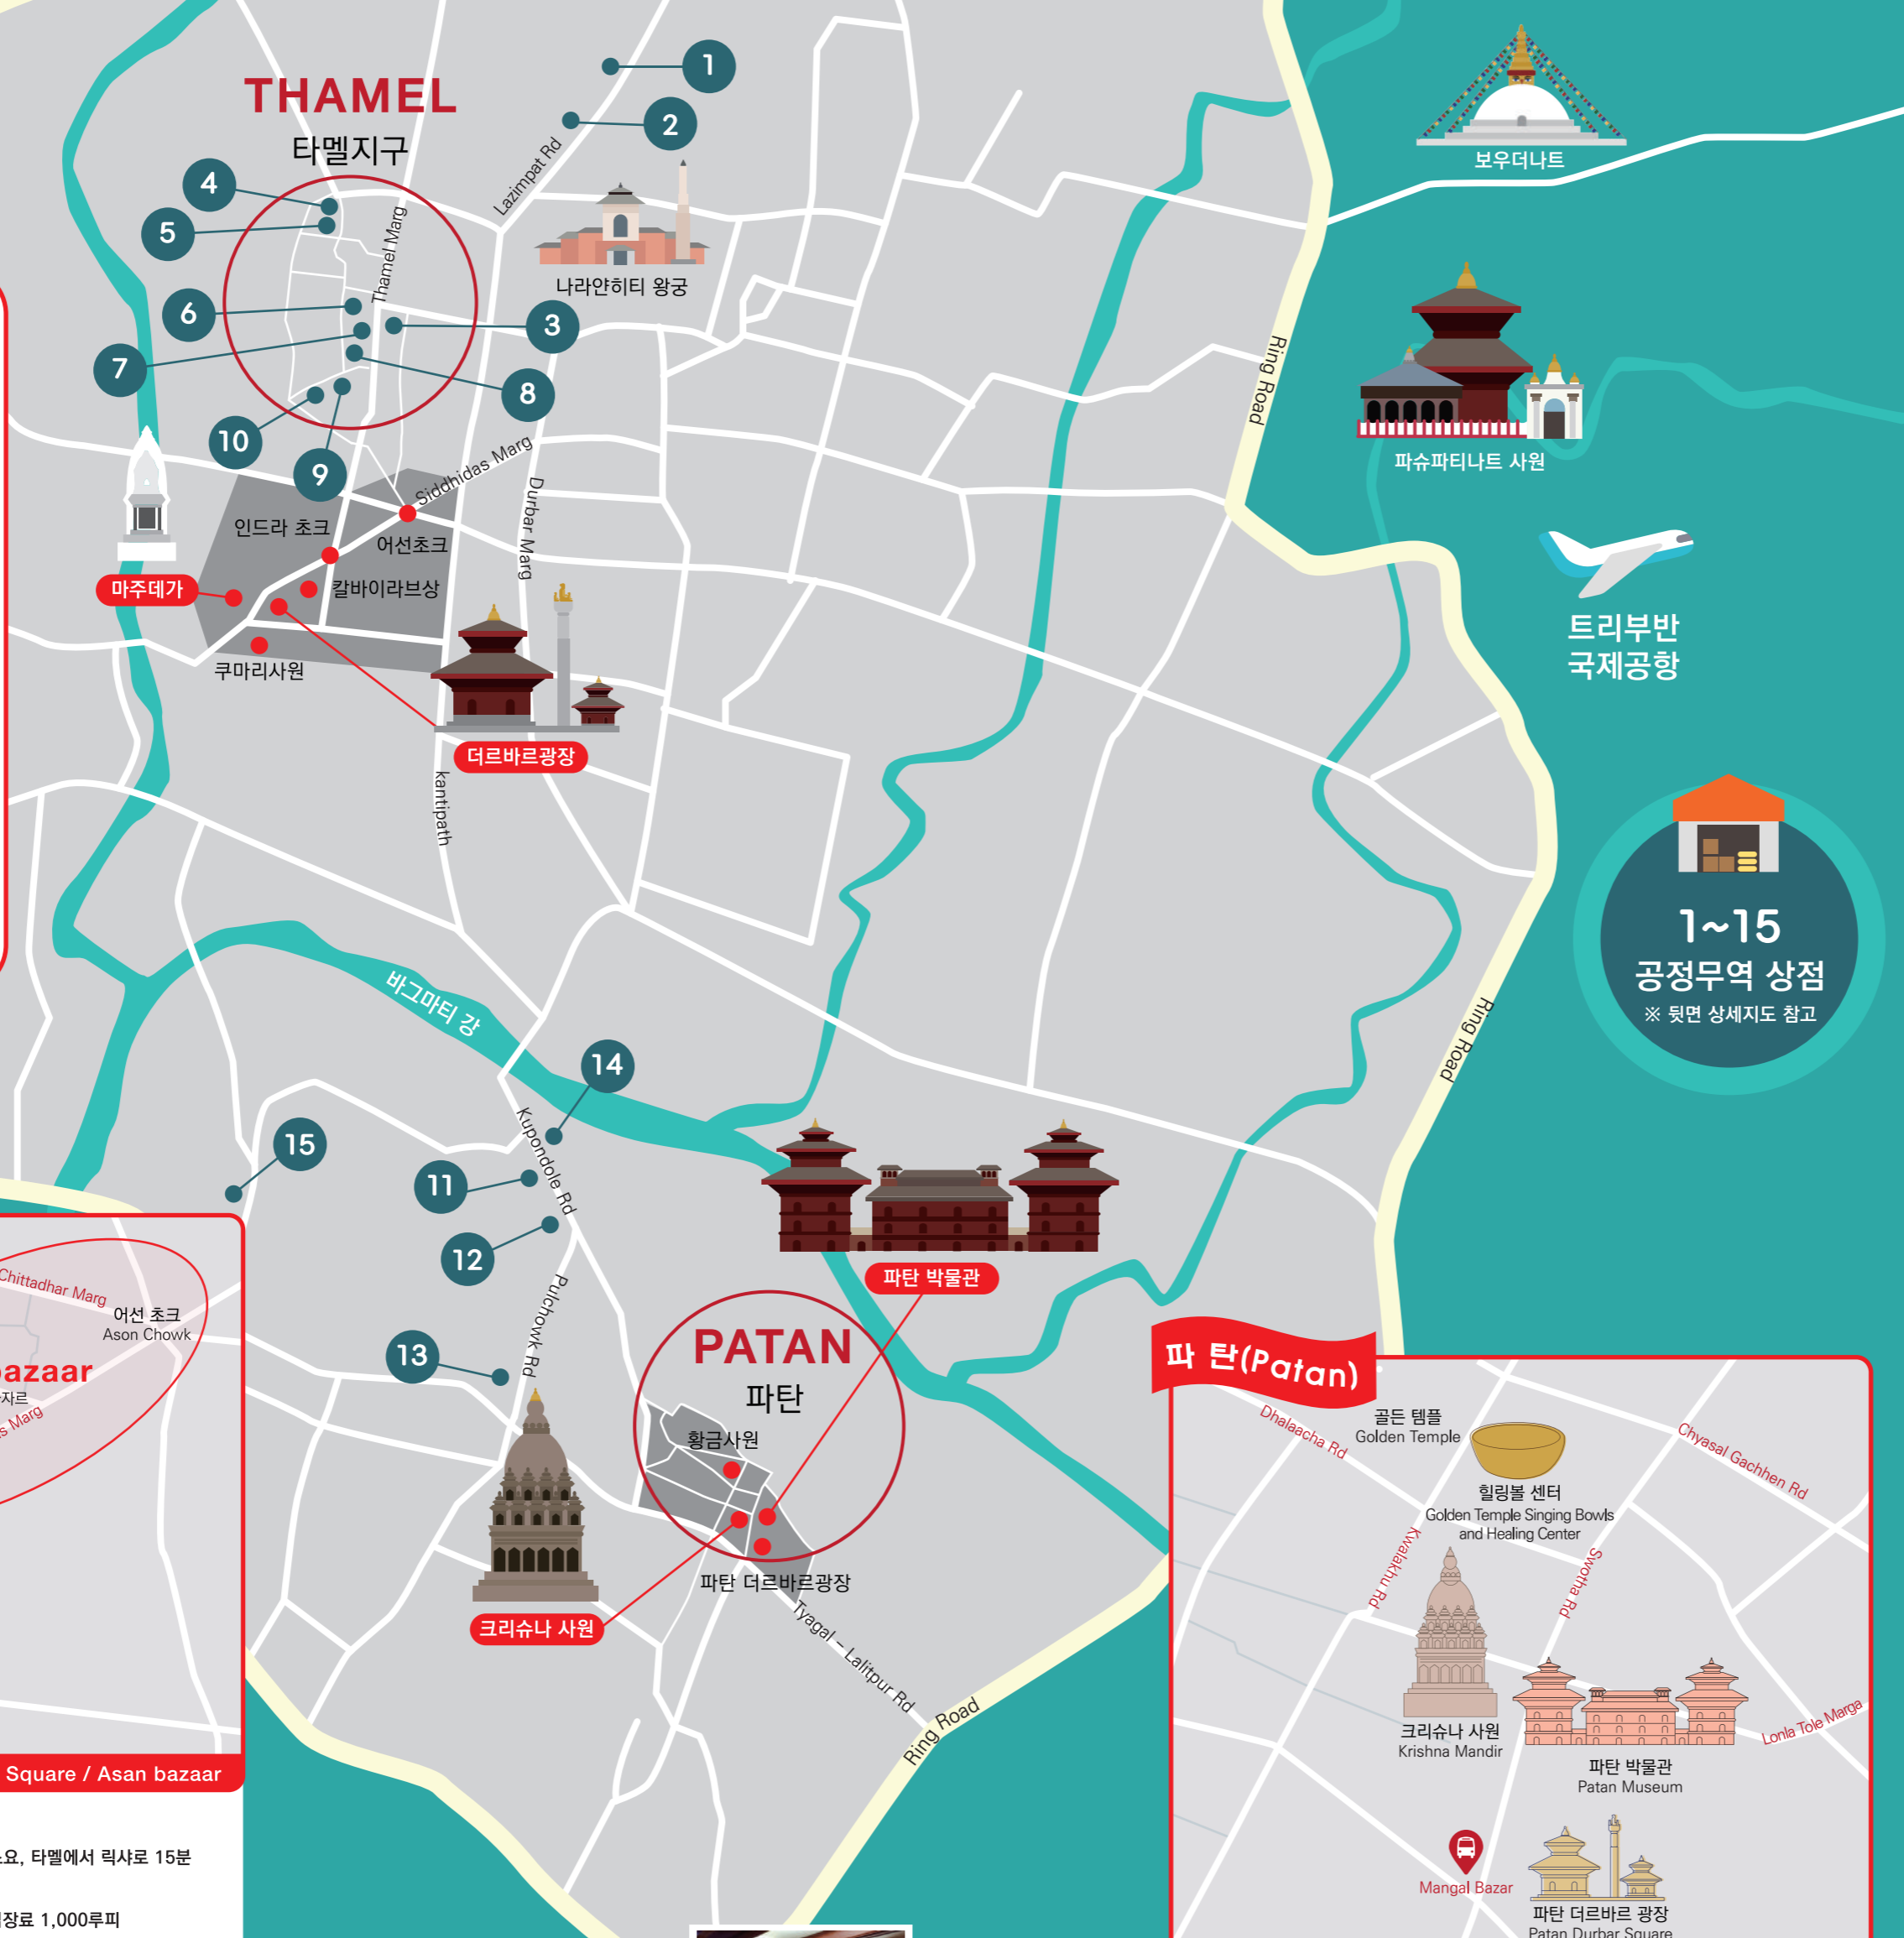 THAMEL
타멜지구
1
2
Lazimpat Rd
4
5
Thamel Marg
나라얀히티 왕궁
6
3
7
8
10
9
Siddhidas Marg
Durbar Marg
인드라 초크
어선초크
마주데가
칼바이라브상
쿠마리사원
더르바르광장
kantipath
보우더나트
Ring Road
파슈파티나트 사원
트리부반
국제공항
1~15
공정무역 상점
※ 뒷면 상세지도 참고
Ring Road
바그마티 강
14
Kupondole Rd
15
11
12
파탄 박물관
Pulchowk Rd
13
PATAN
파탄
황금사원
파탄 더르바르광장
크리슈나 사원
Tyagal - Lalitpur Rd
Ring Road
Chittadhar Marg
어선 초크
Ason Chowk
bazaar
자르
s Marg
Square / Asan bazaar
요, 타멜에서 릭샤로 15분
장료 1,000루피
파 탄(Patan)
Dhalaacha Rd
골든 템플
Golden Temple
Chyasal Gachhen Rd
힐링볼 센터
Golden Temple Singing Bowls
and Healing Center
Kwalakhu Rd
Swotha Rd
크리슈나 사원
Krishna Mandir
Lonla Tole Marga
파탄 박물관
Patan Museum
Mangal Bazar
파탄 더르바르 광장
Patan Durbar Square